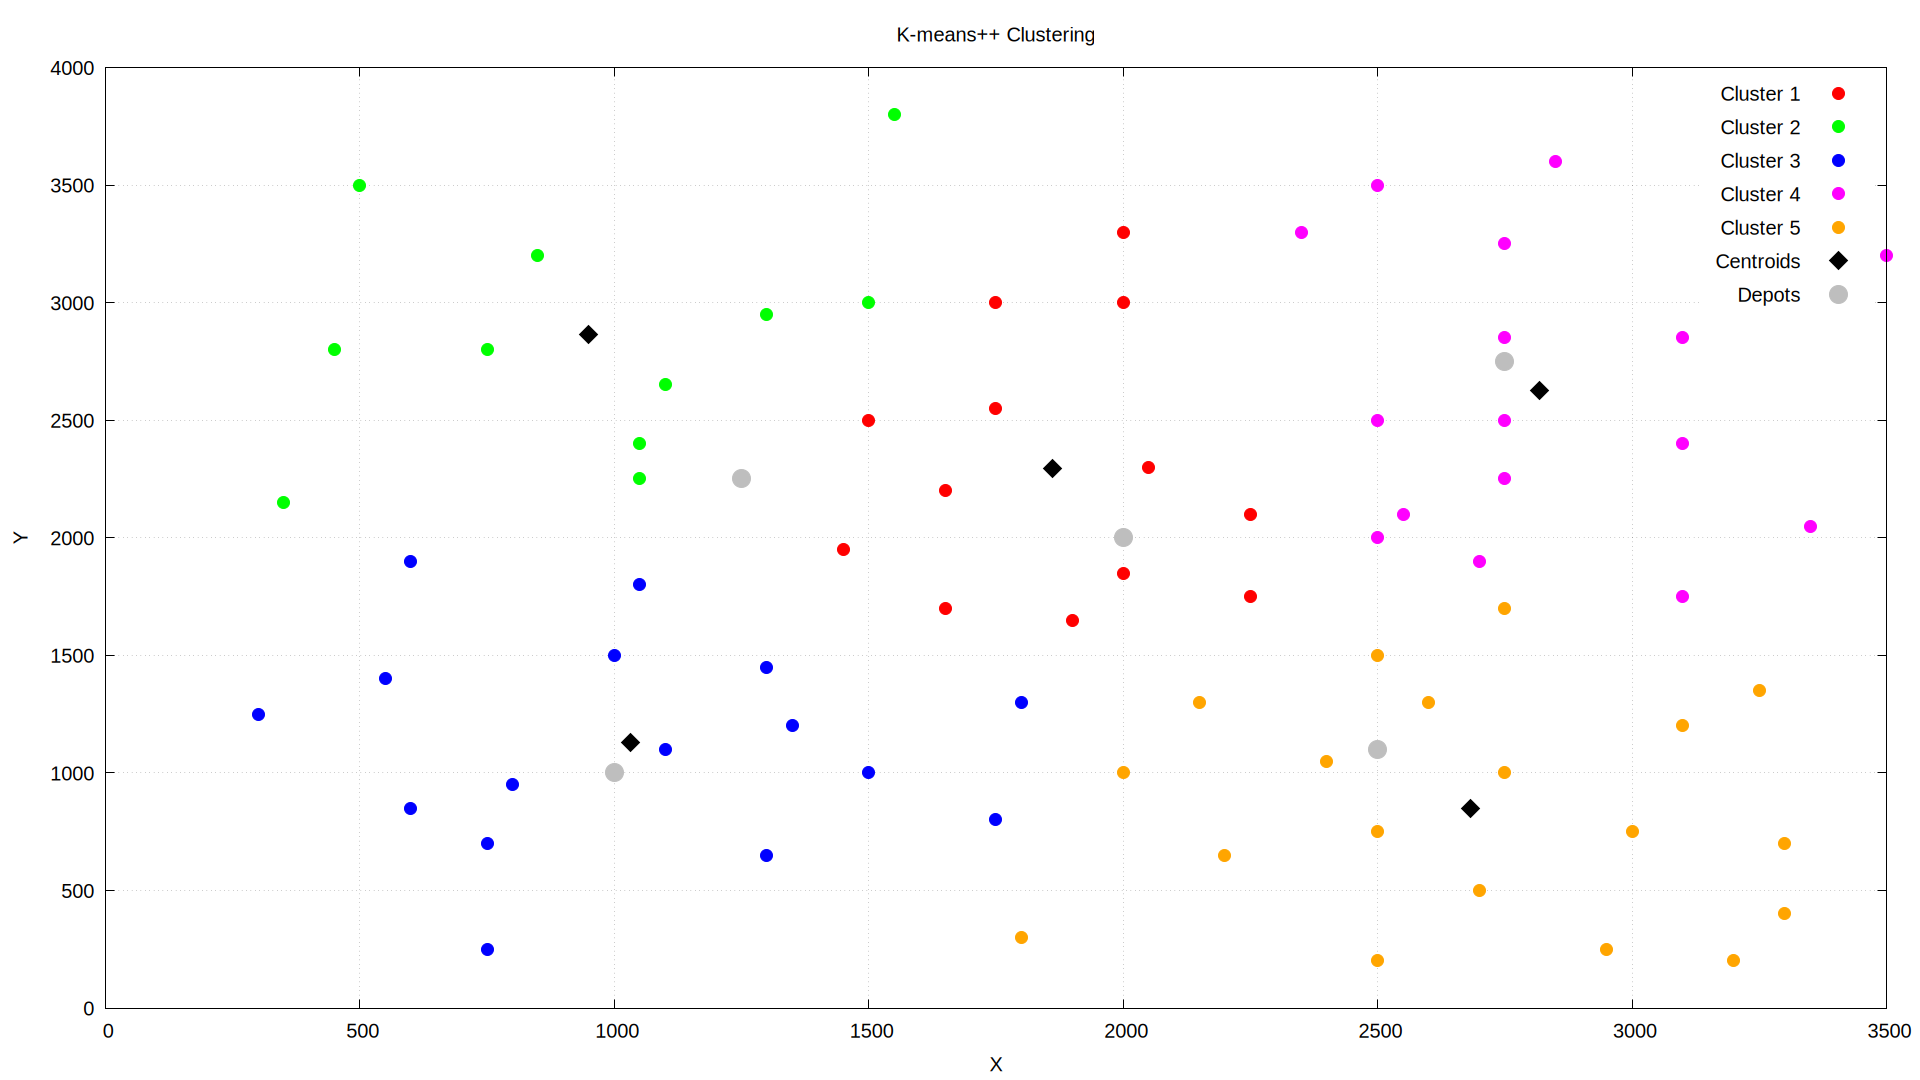 K-means++ Clustering
4000
3500
3000
2500
2000
1500
1000
500
0
Y
Cluster 1
Cluster 2
Cluster 3
Cluster 4
Cluster 5
Centroids
Depots
0 500 1000 1500 2000 2500 3000 3500
X